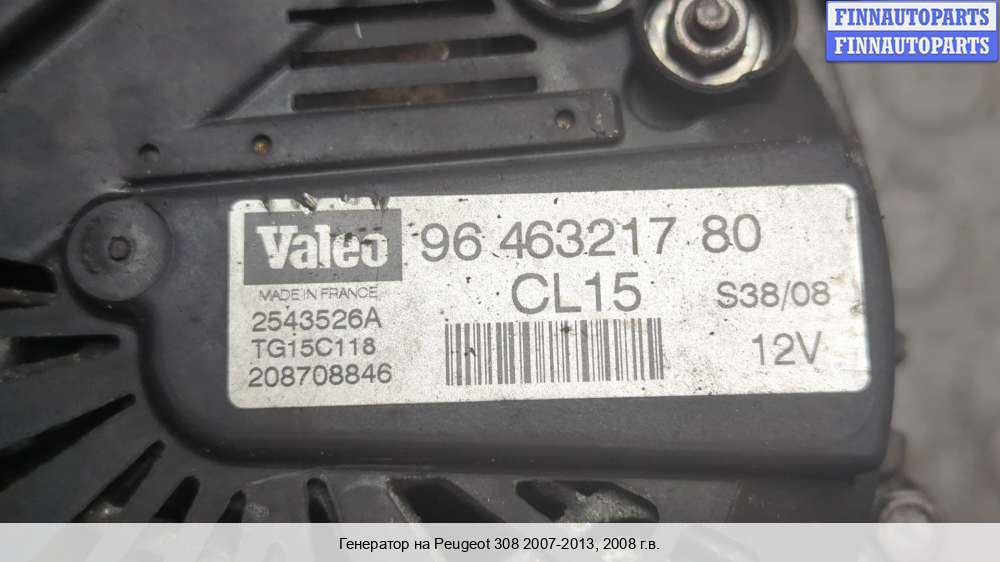 FINNAUTOPARTS
FINNAUTOPARTS
Valeo 96 463217 80
MADE IN FRANCE CL15 S38/08
2543526A
TG15C118 12V
208708846
Генератор на Peugeot 308 2007-2013, 2008 г.в.